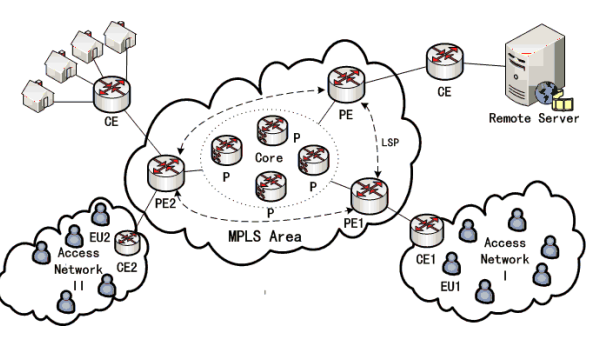 CE
PE
CE
Remote Server
P
Core
P
P
P
LSP
PE2
PE1
MPLS Area
EU2
Access
Network
II
CE2
CE1
Access
Network
I
EU1